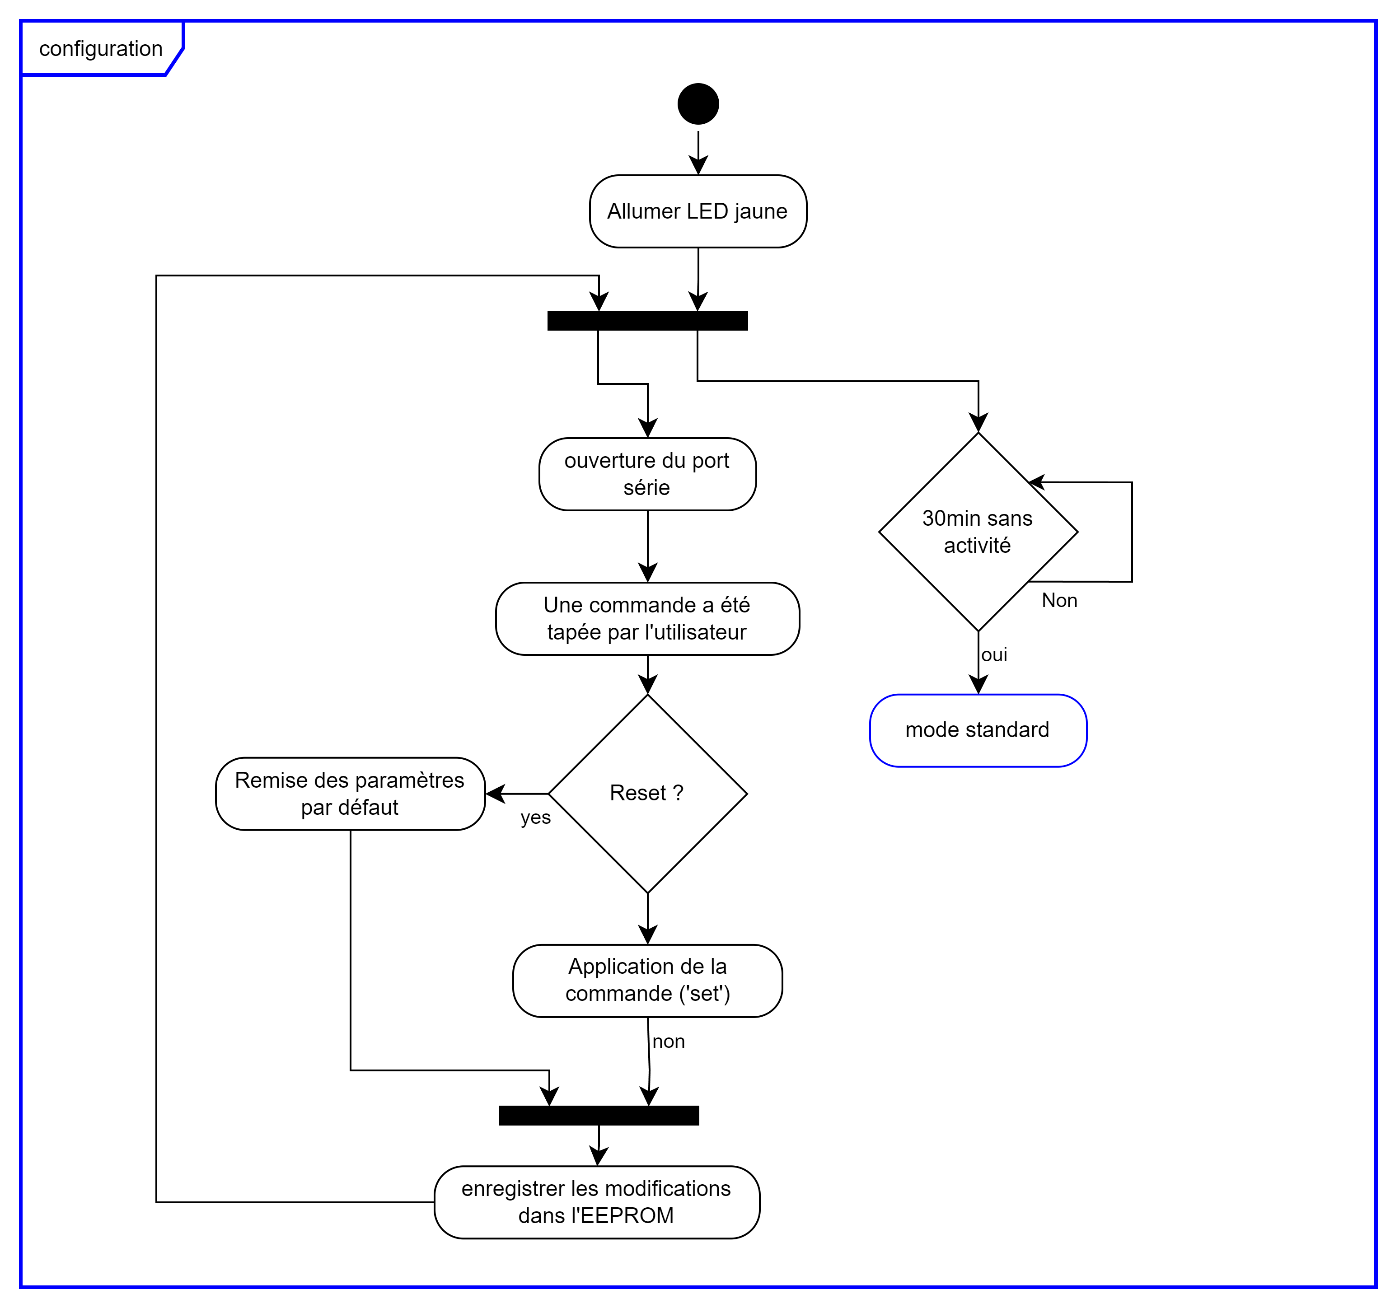 configuration
Allumer LED jaune
ouverture du port
série
30min sans
activité
Non
Une commande a été
tapée par l'utilisateur
oui
mode standard
Remise des paramètres
par défaut
yes
Reset ?
Application de la
commande ('set')
non
enregistrer les modifications
dans l'EEPROM